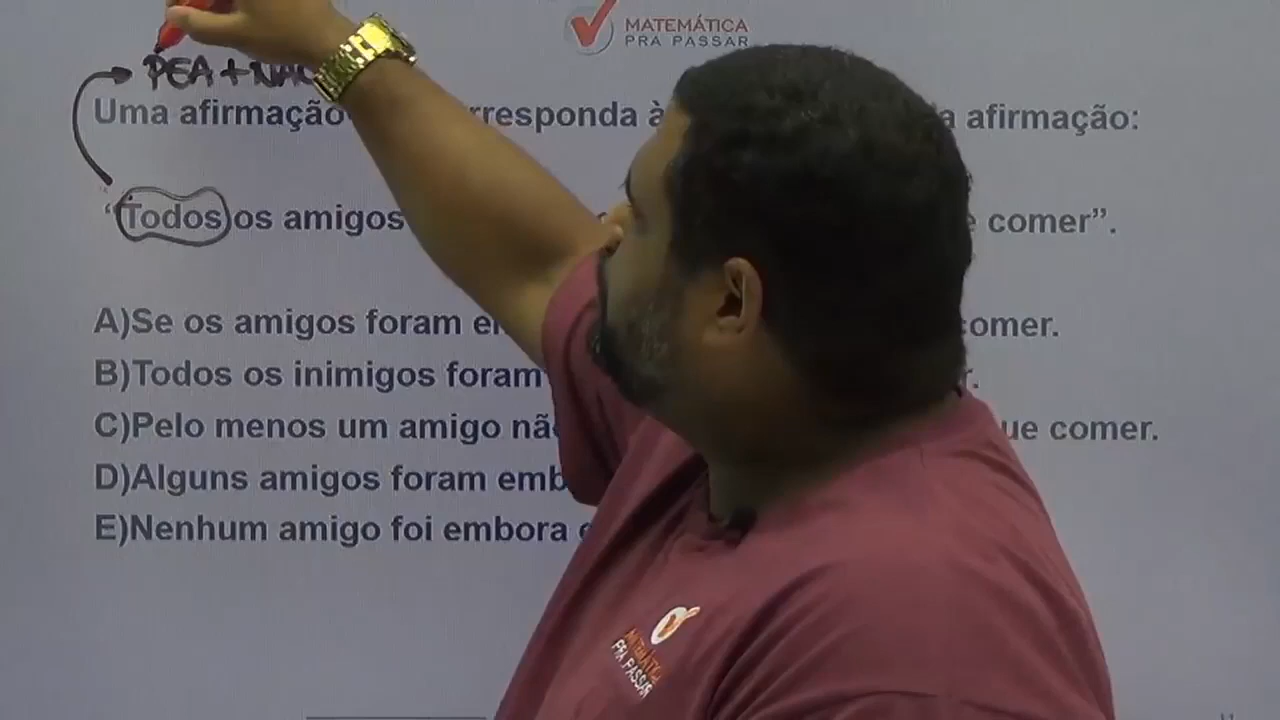 MATEMÁTICA
PRA PASSAR
PEA + NÃO
Uma afirmação rresponda à a afirmação:
“Todos os amigos e comer”.
A)Se os amigos foram comer.
B)Todos os inimigos foram
C)Pelo menos um amigo ue comer.
D)Alguns amigos foram
E)Nenhum amigo foi embora
MATEMÁTICA
PRA PASSAR